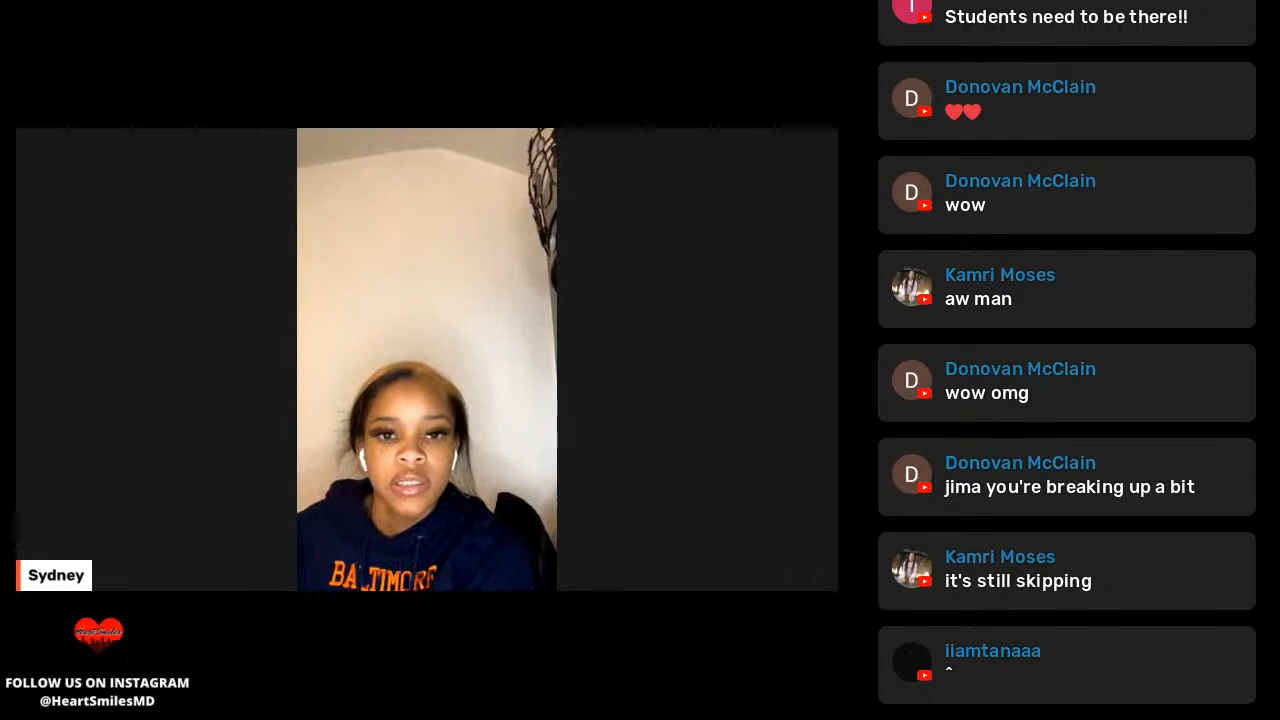 Students need to be there!!
D
Donovan McClain
❤️❤️
D
Donovan McClain
wow
Kamri Moses
aw man
D
Donovan McClain
wow omg
D
Donovan McClain
jima you're breaking up a bit
Kamri Moses
it's still skipping
iiamtanaaa
^
BALTIMORE
Sydney
HeartSmiles
FOLLOW US ON INSTAGRAM
@HeartSmilesMD